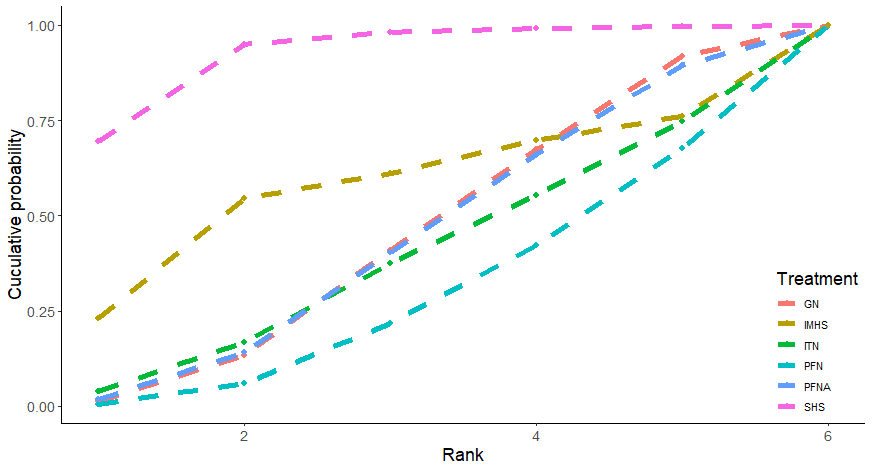 1.00
0.75
0.50
0.25
0.00
Cuculative probability
2
4
6
Rank
Treatment
GN
IMHS
ITN
PFN
PFNA
SHS